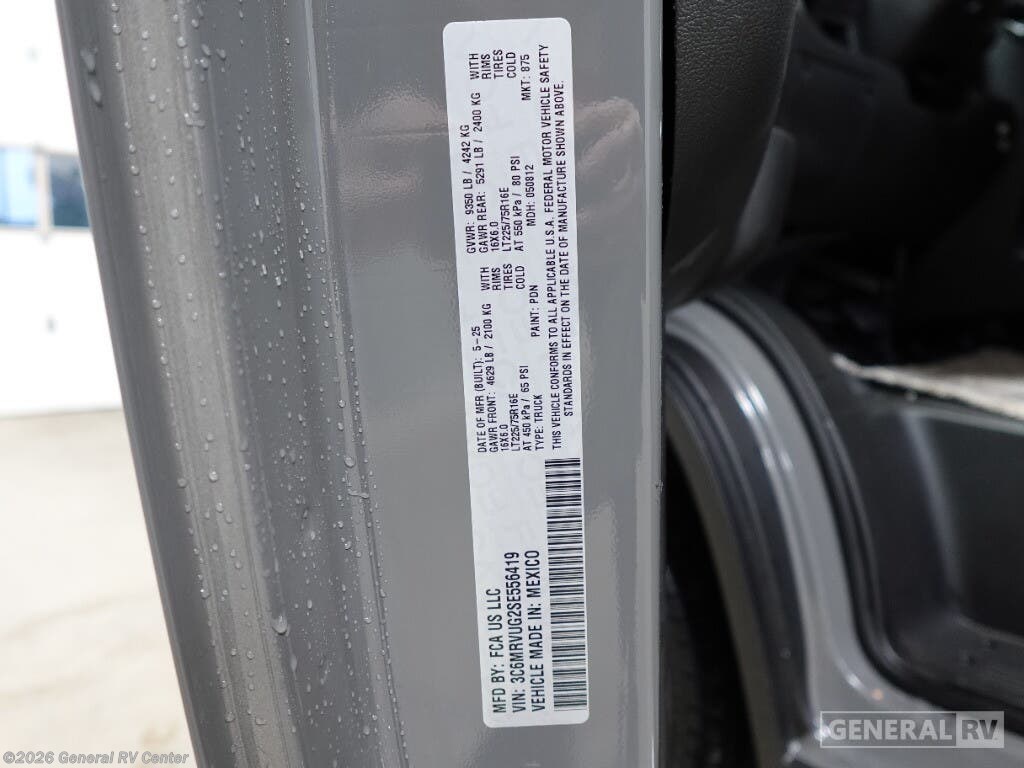 MFD BY: FCA US LLC
VIN: 3C6MRVUG2SE556419
VEHICLE MADE IN: MEXICO
DATE OF MFR (BUILT): 5-25 GVWR: 9350 LB / 4242 KG
GAWR FRONT: 4629 LB / 2100 KG WITH GAWR REAR: 5291 LB / 2400 KG WITH
16X6.0 RIMS 16X6.0 RIMS
LT225/75R16E TIRES LT225/75R16E TIRES
AT 450 kPa / 65 PSI COLD AT 550 kPa / 80 PSI COLD
TYPE: TRUCK PAINT: PDN MDH: 050812 MKT: 875
THIS VEHICLE CONFORMS TO ALL APPLICABLE U.S.A. FEDERAL MOTOR VEHICLE SAFETY
STANDARDS IN EFFECT ON THE DATE OF MANUFACTURE SHOWN ABOVE.
GENERAL RV
©2026 General RV Center